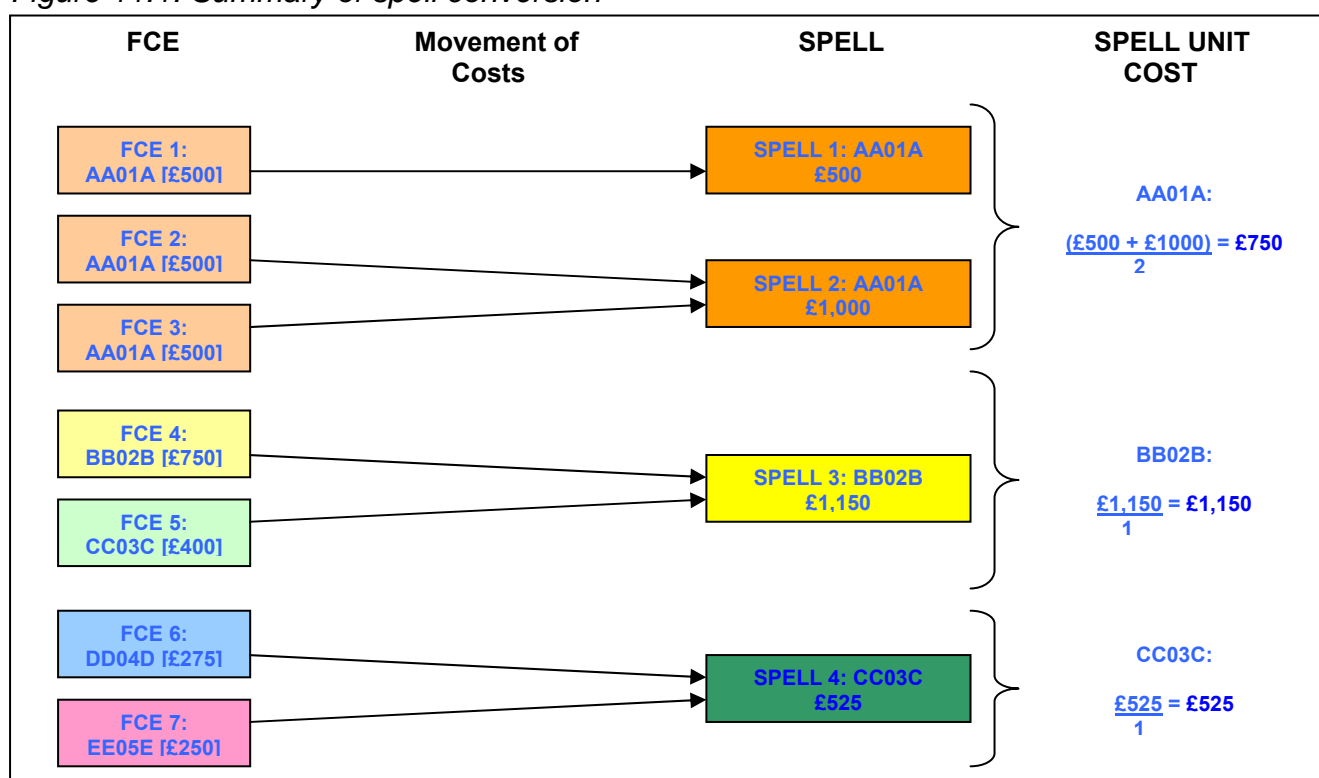 Figure 11.1: Summary of spell conversion
FCE
Movement of
Costs
SPELL
SPELL UNIT
COST
FCE 1:
AA01A [£500]
SPELL 1: AA01A
£500
FCE 2:
AA01A [£500]
SPELL 2: AA01A
£1,000
FCE 3:
AA01A [£500]
AA01A:
(£500 + £1000) = £750
2
FCE 4:
BB02B [£750]
SPELL 3: BB02B
£1,150
FCE 5:
CC03C [£400]
BB02B:
£1,150 = £1,150
1
FCE 6:
DD04D [£275]
SPELL 4: CC03C
£525
FCE 7:
EE05E [£250]
CC03C:
£525 = £525
1